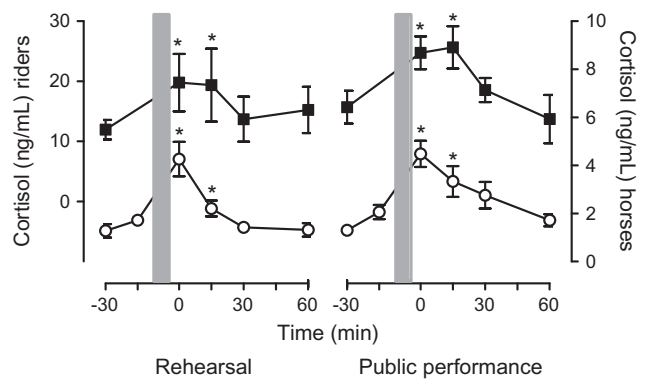 Cortisol (ng/mL) riders
30
20
10
0
* * * *
* * * *
10
8
6
4
2
0
Cortisol (ng/mL) horses
-30 0 30 60 -30 0 30 60
Time (min)
Rehearsal Public performance